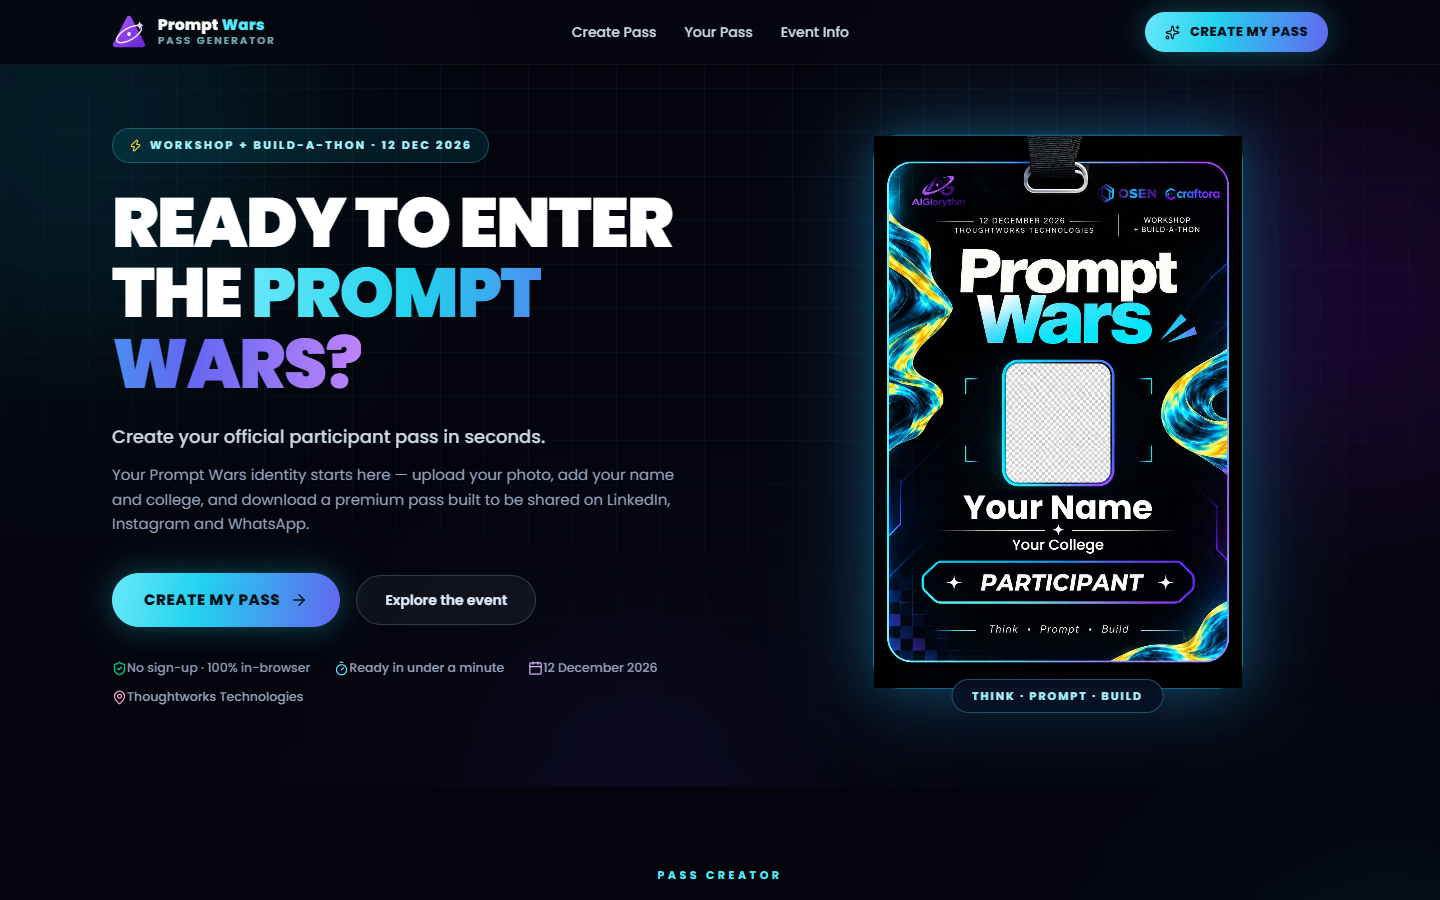 Prompt Wars
PASS GENERATOR
Create Pass
Your Pass
Event Info
CREATE MY PASS
WORKSHOP + BUILD-A-THON · 12 DEC 2026
READY TO ENTER
THE PROMPT
WARS?
Create your official participant pass in seconds.
Your Prompt Wars identity starts here — upload your photo, add your name
and college, and download a premium pass built to be shared on LinkedIn,
Instagram and WhatsApp.
CREATE MY PASS
Explore the event
No sign-up · 100% in-browser
Ready in under a minute
12 December 2026
Thoughtworks Technologies
AlGlorythm
OSEN
craftora
12 DECEMBER 2026
THOUGHTWORKS TECHNOLOGIES
WORKSHOP
+ BUILD-A-THON
Prompt
Wars
Your Name
Your College
PARTICIPANT
Think • Prompt • Build
THINK · PROMPT · BUILD
PASS CREATOR